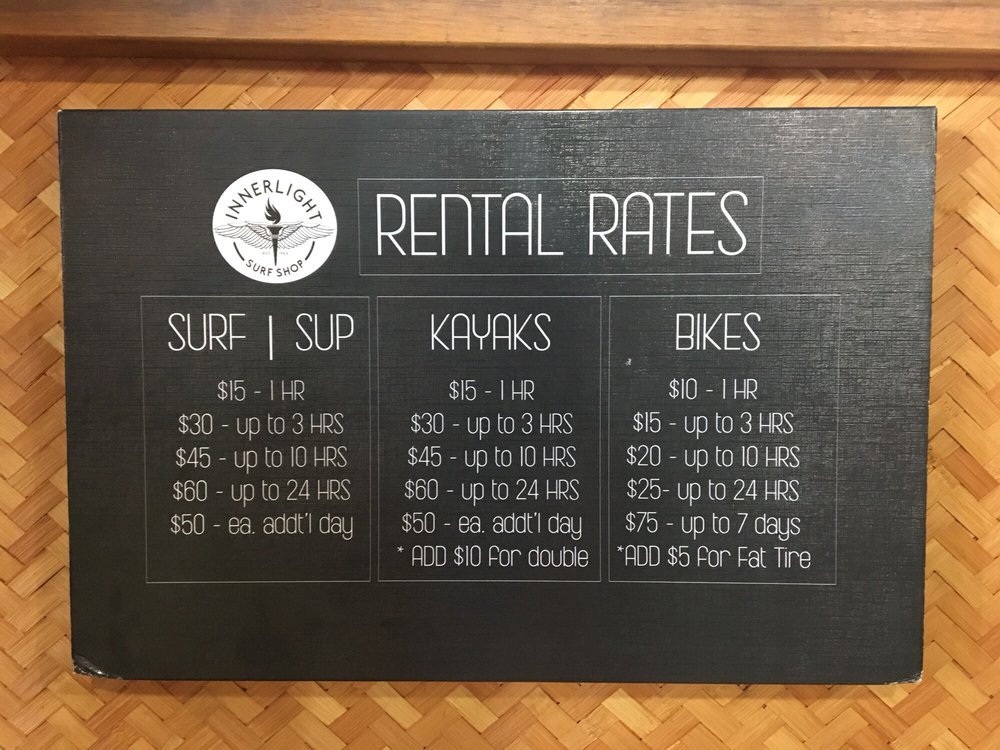 INNERLIGHT
SURF SHOP
RENTAL RATES
SURF | SUP
$15 - 1 HR
$30 - up to 3 HRS
$45 - up to 10 HRS
$60 - up to 24 HRS
$50 - ea. addt'l day
KAYAKS
$15 - 1 HR
$30 - up to 3 HRS
$45 - up to 10 HRS
$60 - up to 24 HRS
$50 - ea. addt'l day
* ADD $10 for double
BIKES
$10 - 1 HR
$15 - up to 3 HRS
$20 - up to 10 HRS
$25- up to 24 HRS
$75 - up to 7 days
*ADD $5 for Fat Tire